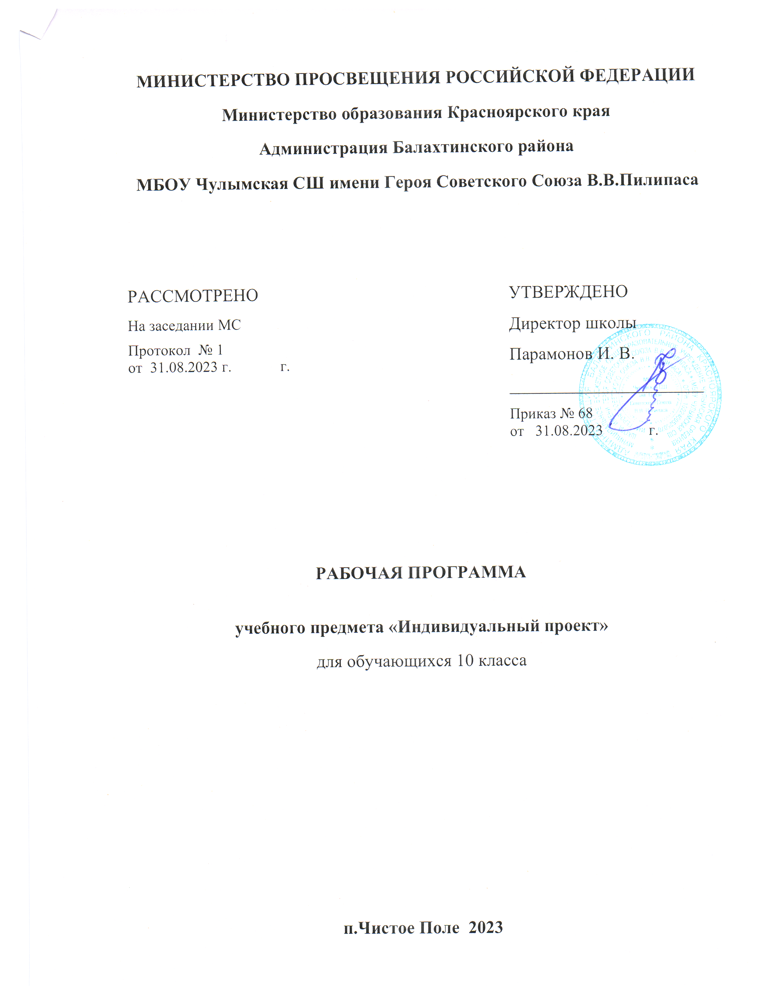 МИНИСТЕРСТВО ПРОСВЕЩЕНИЯ РОССИЙСКОЙ ФЕДЕРАЦИИ
Министерство образования Красноярского края
Администрация Балахтинского района
МБОУ Чулымская СШ имени Героя Советского Союза В.В.Пилипаса
РАССМОТРЕНО
На заседании МС
Протокол № 1
от 31.08.2023 г. г.
УТВЕРЖДЕНО
Директор школы
Парамонов И. В.
Приказ № 68
от 31.08.2023 г.
РАБОЧАЯ ПРОГРАММА
учебного предмета «Индивидуальный проект»
для обучающихся 10 класса
п.Чистое Поле 2023